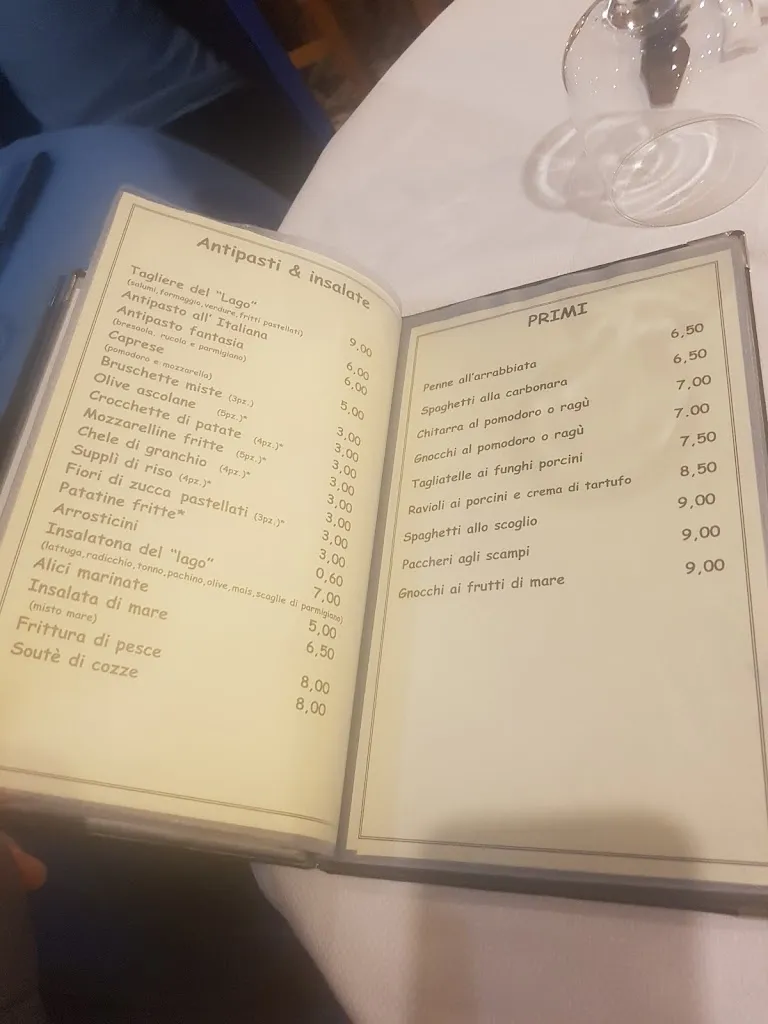 Antipasti & insalate
Tagliere del "Lago" 9.00
(salumi, formaggio, verdure, fritti pastellati)
Antipasto all' Italiana 6,00
Antipasto fantasia 6,00
(bresaola, rucola e parmigiano)
Caprese 5,00
(pomodoro e mozzarella)
Bruschette miste (3pz.) 3,00
Olive ascolane (5pz.)* 3,00
Crocchette di patate (4pz.)* 3,00
Mozzarelline fritte (5pz.)* 3,00
Chele di granchio (4pz.)* 3,00
Supplì di riso (4pz.)* 3,00
Fiori di zucca pastellati (3pz.)* 3,00
Patatine fritte* 3,00
Arrosticini 0,60
Insalatona del "lago" 7,00
(lattuga, radicchio, tonno, pachino, olive, mais, scaglie di parmigiano)
Alici marinate 5,00
Insalata di mare 6,50
(misto mare)
Frittura di pesce 8,00
Soutè di cozze 8,00
PRIMI
Penne all'arrabbiata 6,50
Spaghetti alla carbonara 6,50
Chitarra al pomodoro o ragù 7,00
Gnocchi al pomodoro o ragù 7.00
Tagliatelle ai funghi porcini 7,50
Ravioli ai porcini e crema di tartufo 8,50
Spaghetti allo scoglio 9,00
Paccheri agli scampi 9,00
Gnocchi ai frutti di mare 9,00